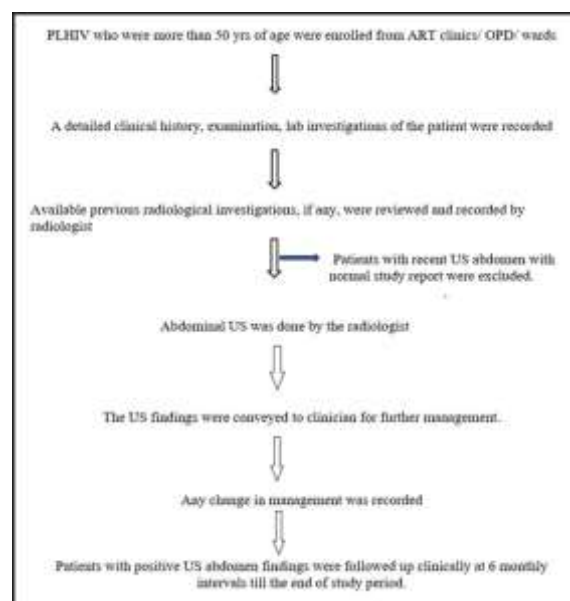 PLHIV who were more than 50 yrs of age were enrolled from ART clinics/ OPD/ wards
A detailed clinical history, examination, lab investigations of the patient were recorded
Available previous radiological investigations, if any, were reviewed and recorded by
radiologist
Patients with recent US abdomen with
normal study report were excluded.
Abdominal US was done by the radiologist
The US findings were conveyed to clinician for further management.
Any change in management was recorded
Patients with positive US abdomen findings were followed up clinically at 6 monthly
intervals till the end of study period.